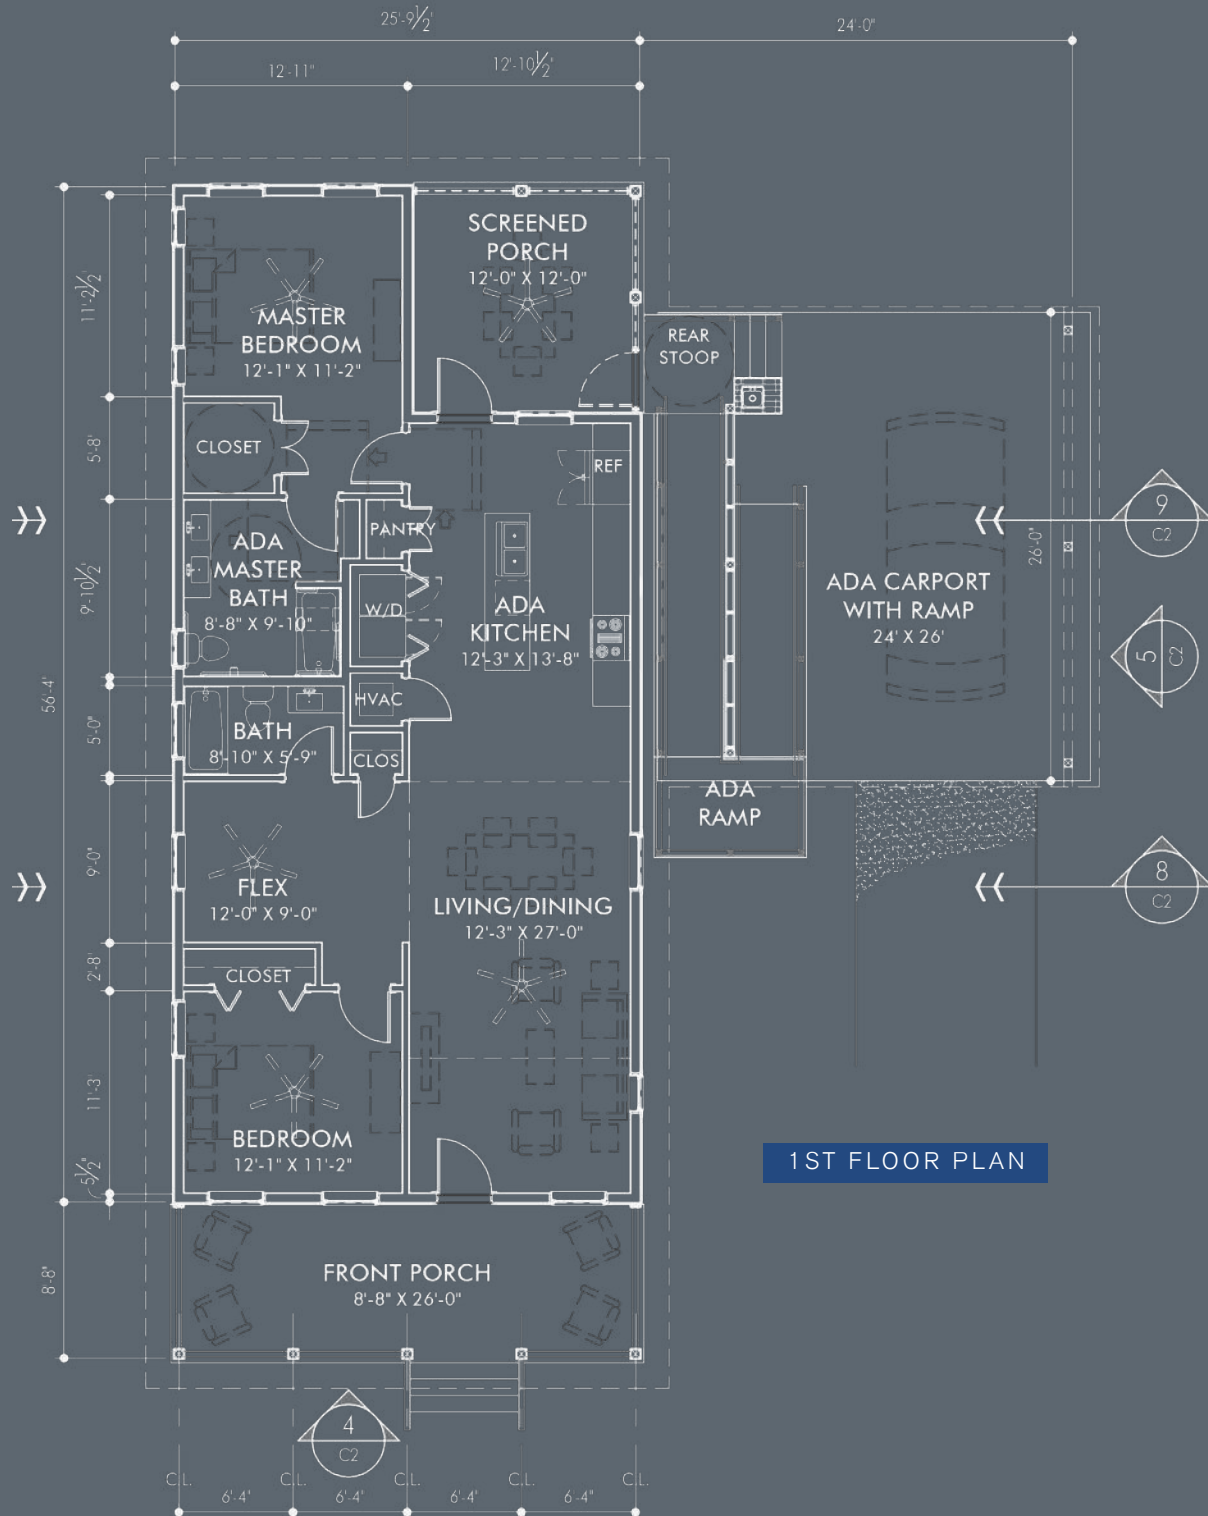 25'-9½'
24'-0"
12'-11"
12'-10½'
SCREENED
PORCH
12'-0" X 12'-0"
MASTER
BEDROOM
12'-1" X 11'-2"
11'-2½'
REAR
STOOP
CLOSET
5'-8'
REF
PANTRY
ADA
MASTER
BATH
8'-8" X 9'-10"
9'-10½'
W/D
ADA
KITCHEN
12'-3" X 13'-8"
ADA CARPORT
WITH RAMP
24' X 26'
26'-0"
9
C2
5
C2
56'-4"
HVAC
BATH
8'-10" X 5'-9"
5'-0"
CLOS
ADA
RAMP
9'-0"
FLEX
12'-0" X 9'-0"
LIVING/DINING
12'-3" X 27'-0"
8
C2
2'-8'
CLOSET
11'-3'
BEDROOM
12'-1" X 11'-2"
5½"
1ST FLOOR PLAN
8'-8"
FRONT PORCH
8'-8" X 26'-0"
4
C2
C.L. C.L. C.L. C.L. C.L.
6'-4' 6'-4' 6'-4' 6'-4'